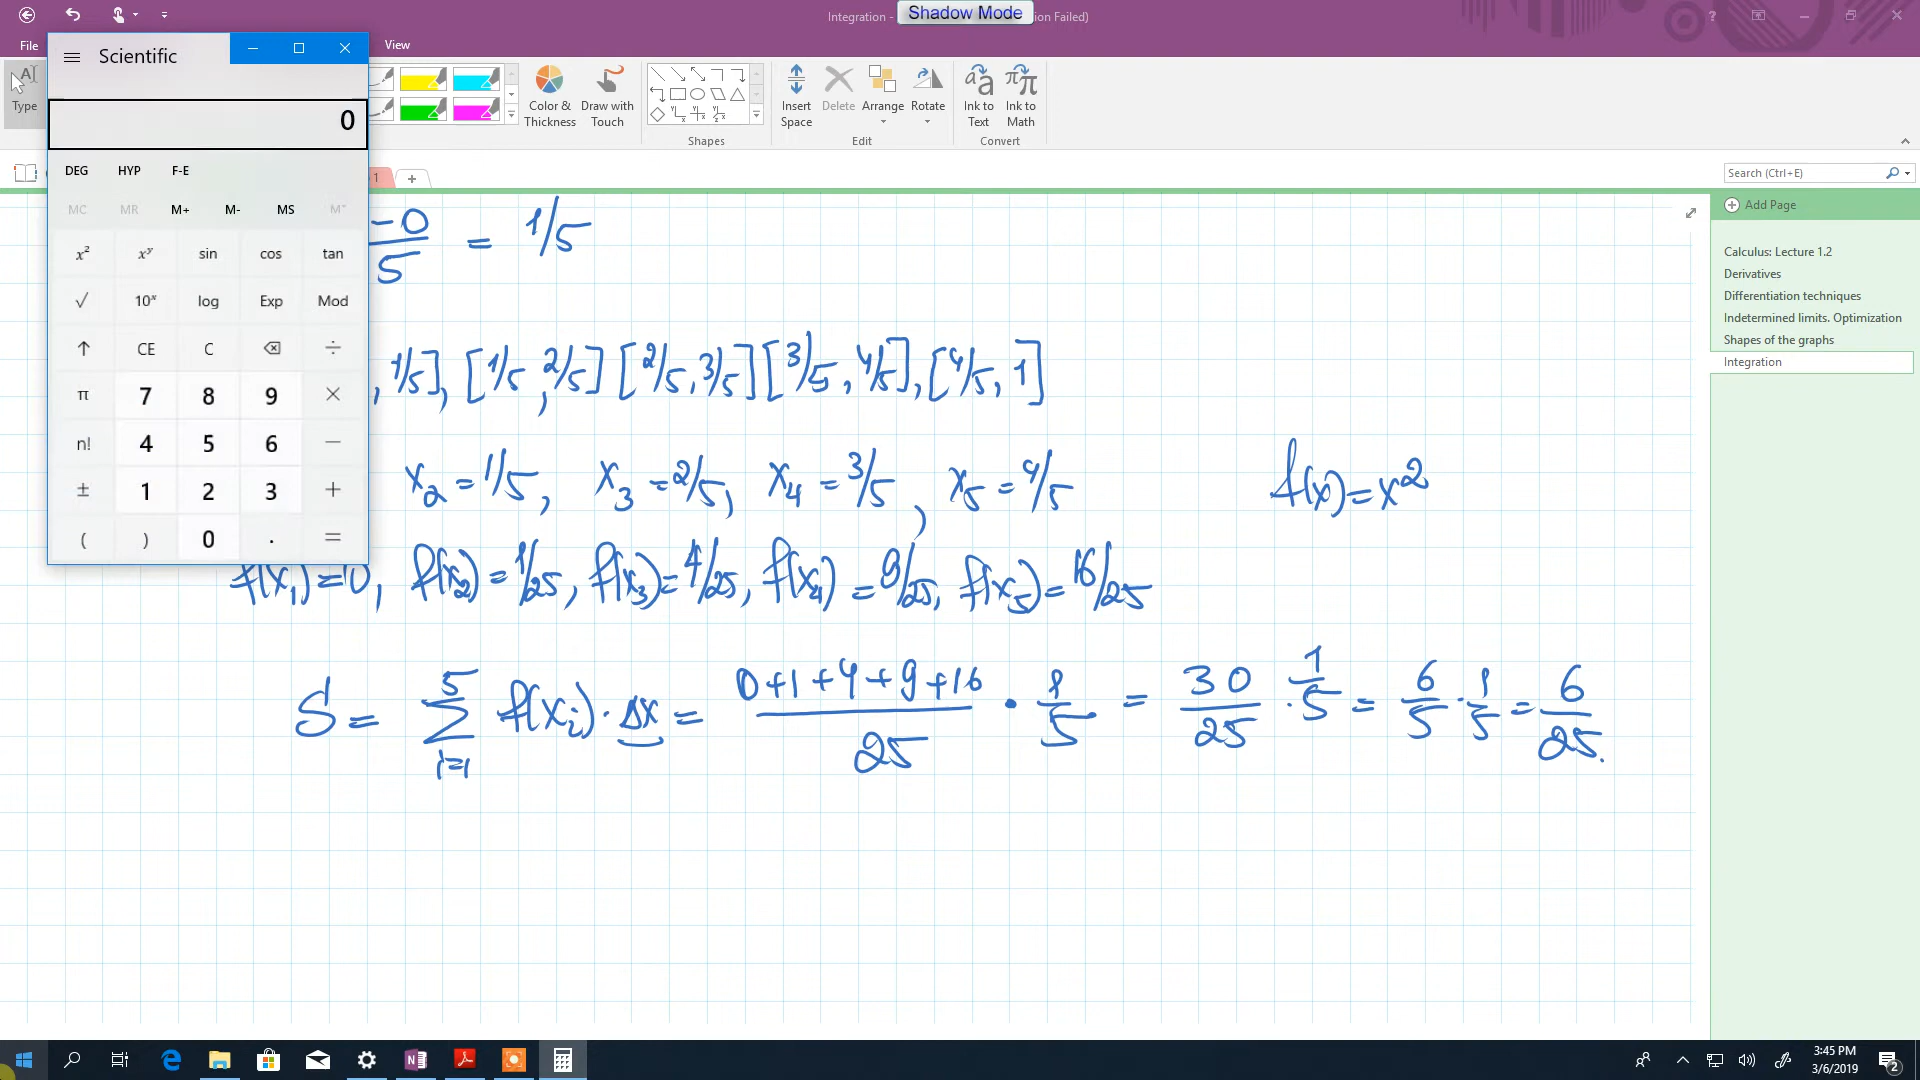 Integration - Shadow Mode ion Failed)
File View
Scientific
Type
0
Color & Thickness
Draw with Touch
Shapes
Insert Space
Delete
Arrange
Rotate
Edit
Ink to Text
Ink to Math
Convert
DEG HYP F-E
MC MR M+ M- MS M˅
x² xʸ sin cos tan
√ 10ˣ log Exp Mod
↑ CE C ÷
π 7 8 9 ×
n! 4 5 6 −
± 1 2 3 +
( ) 0 . =
1 +
Search (Ctrl+E)
Add Page
Calculus: Lecture 1.2
Derivatives
Differentiation techniques
Indetermined limits. Optimization
Shapes of the graphs
Integration
-0/5 = 1/5
, 1/5], [1/5, 2/5] [2/5, 3/5] [3/5, 4/5], [4/5, 1]
x₂ = 1/5, x₃ = 2/5, x₄ = 3/5, x₅ = 4/5 f(x) = x²
f(x₁) = 0, f(x₂) = 1/25, f(x₃) = 4/25, f(x₄) = 9/25, f(x₅) = 16/25
S = ∑_{i=1}^{5} f(xᵢ) · Δx = (0+1+4+9+16)/25 · 1/5 = 30/25 · 1/5 = 6/5 · 1/5 = 6/25.
3:45 PM
3/6/2019
2